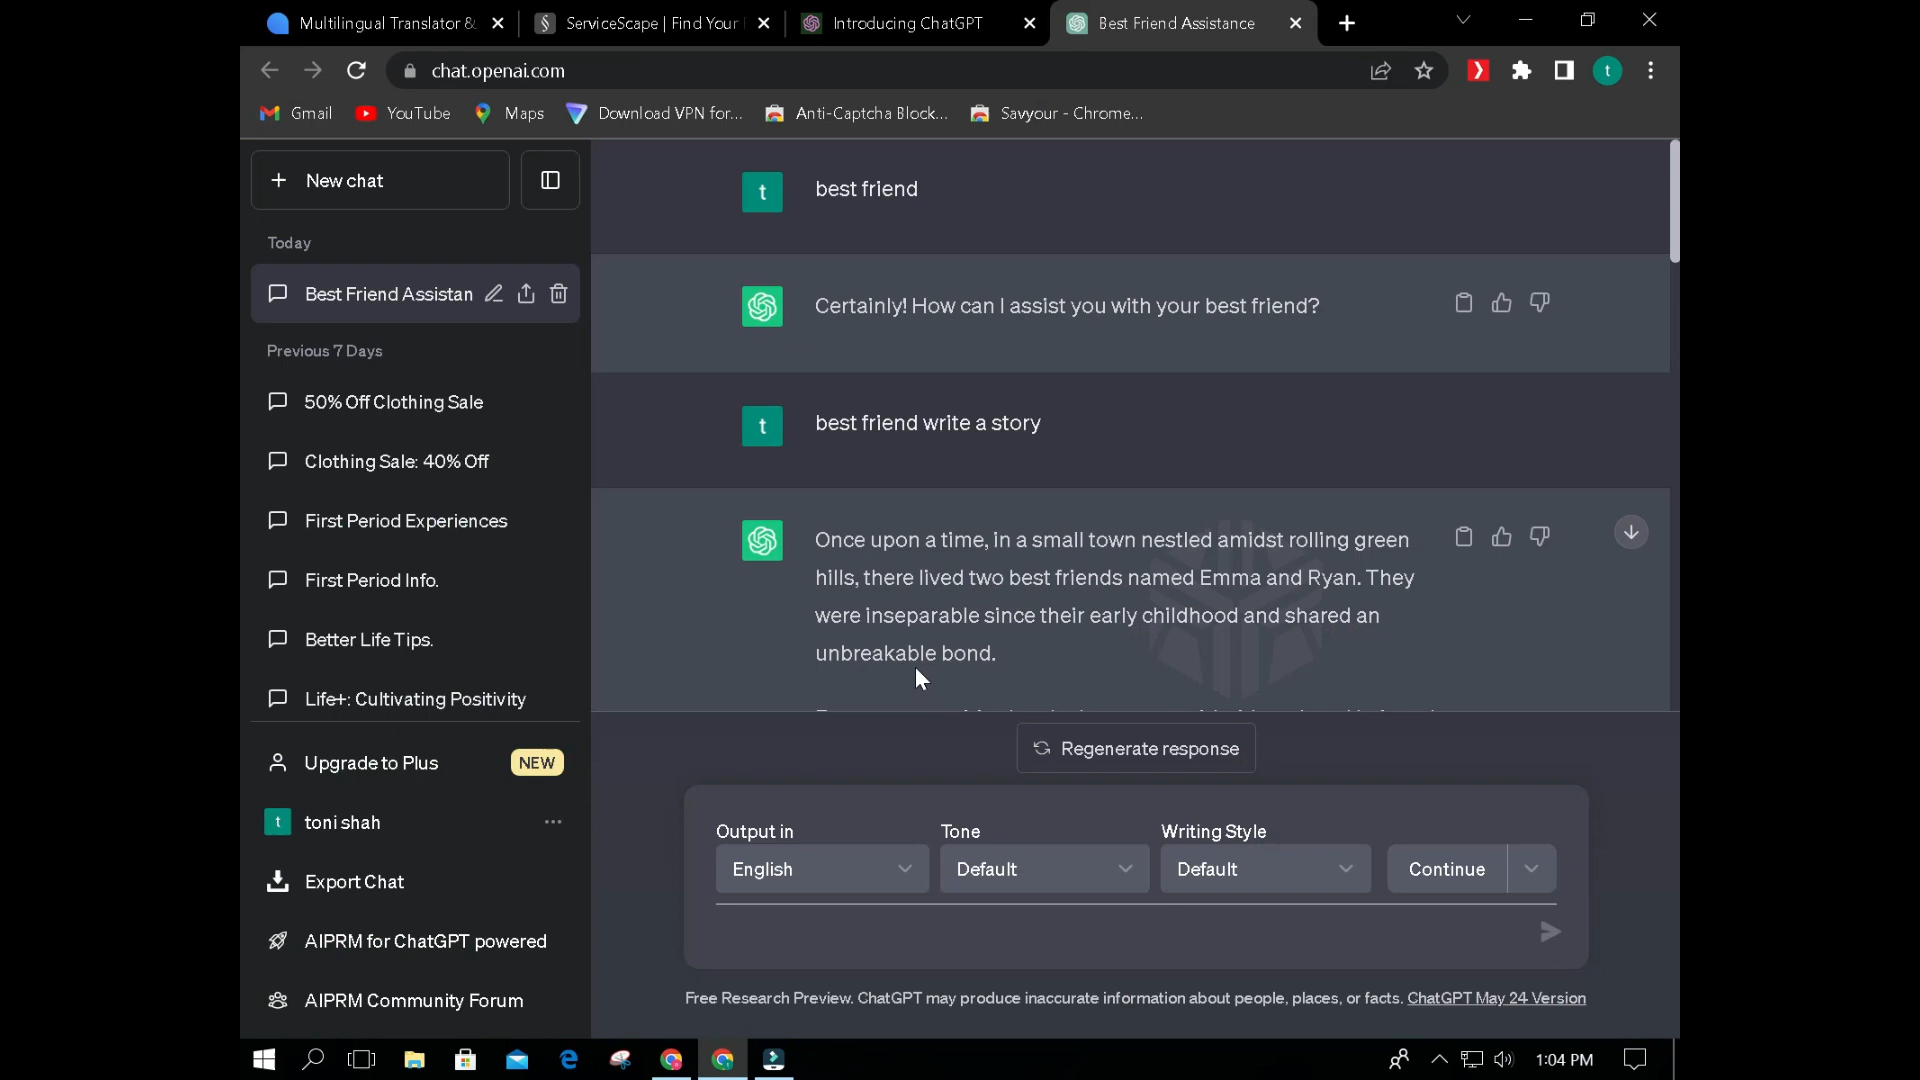 Multilingual Translator &
ServiceScape | Find Your
Introducing ChatGPT
Best Friend Assistance
chat.openai.com
t
Gmail
YouTube
Maps
Download VPN for...
Anti-Captcha Block...
Savyour - Chrome...
New chat
Today
Best Friend Assistan
Previous 7 Days
50% Off Clothing Sale
Clothing Sale: 40% Off
First Period Experiences
First Period Info.
Better Life Tips.
Life+: Cultivating Positivity
Upgrade to Plus
NEW
t
toni shah
Export Chat
AIPRM for ChatGPT powered
AIPRM Community Forum
t
best friend
Certainly! How can I assist you with your best friend?
t
best friend write a story
Once upon a time, in a small town nestled amidst rolling green
hills, there lived two best friends named Emma and Ryan. They
were inseparable since their early childhood and shared an
unbreakable bond.
Regenerate response
Output in
Tone
Writing Style
English
Default
Default
Continue
Free Research Preview. ChatGPT may produce inaccurate information about people, places, or facts. ChatGPT May 24 Version
1:04 PM